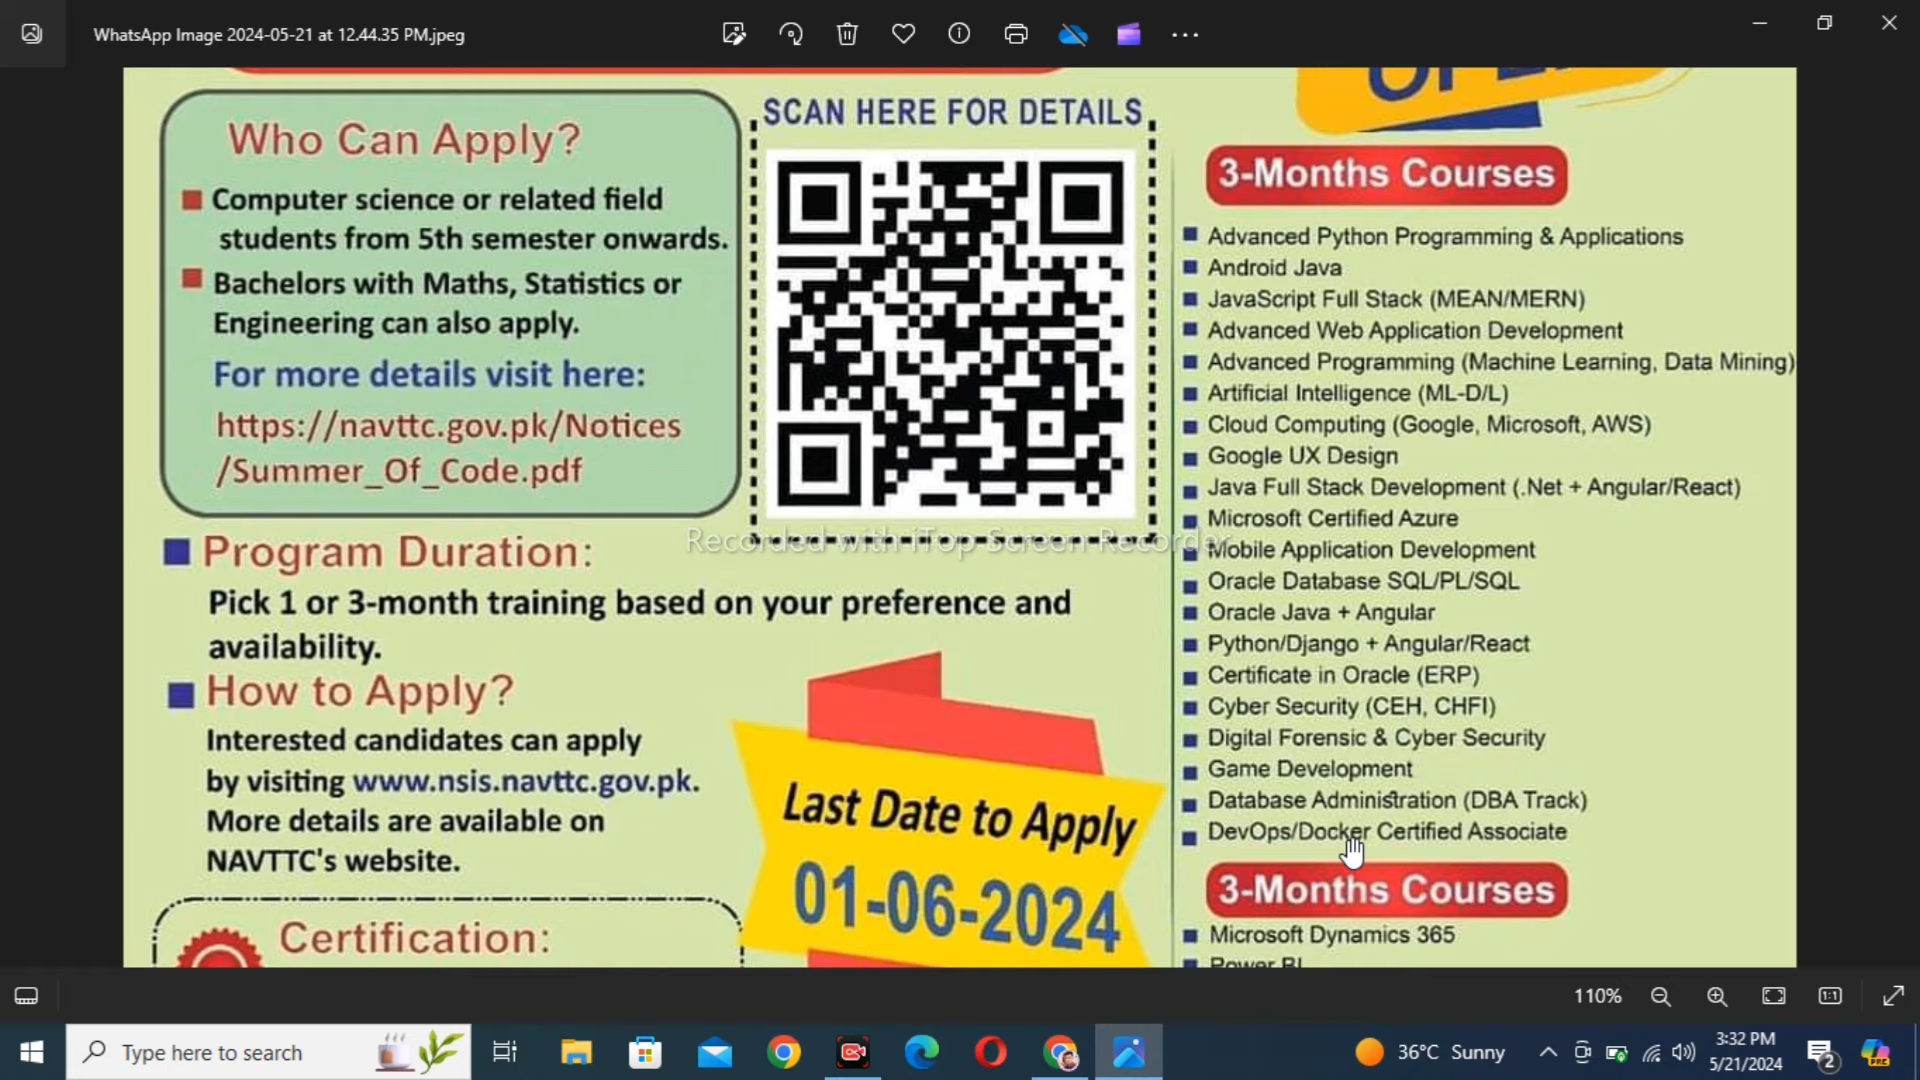 WhatsApp Image 2024-05-21 at 12.44.35 PM.jpeg
Who Can Apply?
Computer science or related field
students from 5th semester onwards.
Bachelors with Maths, Statistics or
Engineering can also apply.
For more details visit here:
https://navttc.gov.pk/Notices
/Summer_Of_Code.pdf
SCAN HERE FOR DETAILS
Program Duration:
Pick 1 or 3-month training based on your preference and
availability.
How to Apply?
Interested candidates can apply
by visiting www.nsis.navttc.gov.pk.
More details are available on
NAVTTC's website.
Certification:
Last Date to Apply
01-06-2024
3-Months Courses
Advanced Python Programming & Applications
Android Java
JavaScript Full Stack (MEAN/MERN)
Advanced Web Application Development
Advanced Programming (Machine Learning, Data Mining)
Artificial Intelligence (ML-D/L)
Cloud Computing (Google, Microsoft, AWS)
Google UX Design
Java Full Stack Development (.Net + Angular/React)
Microsoft Certified Azure
Mobile Application Development
Oracle Database SQL/PL/SQL
Oracle Java + Angular
Python/Django + Angular/React
Certificate in Oracle (ERP)
Cyber Security (CEH, CHFI)
Digital Forensic & Cyber Security
Game Development
Database Administration (DBA Track)
DevOps/Docker Certified Associate
3-Months Courses
Microsoft Dynamics 365
Power BI
Recorded with iTop Screen Recorder
110%
1:1
Type here to search
36°C Sunny
3:32 PM
5/21/2024
2
PRE